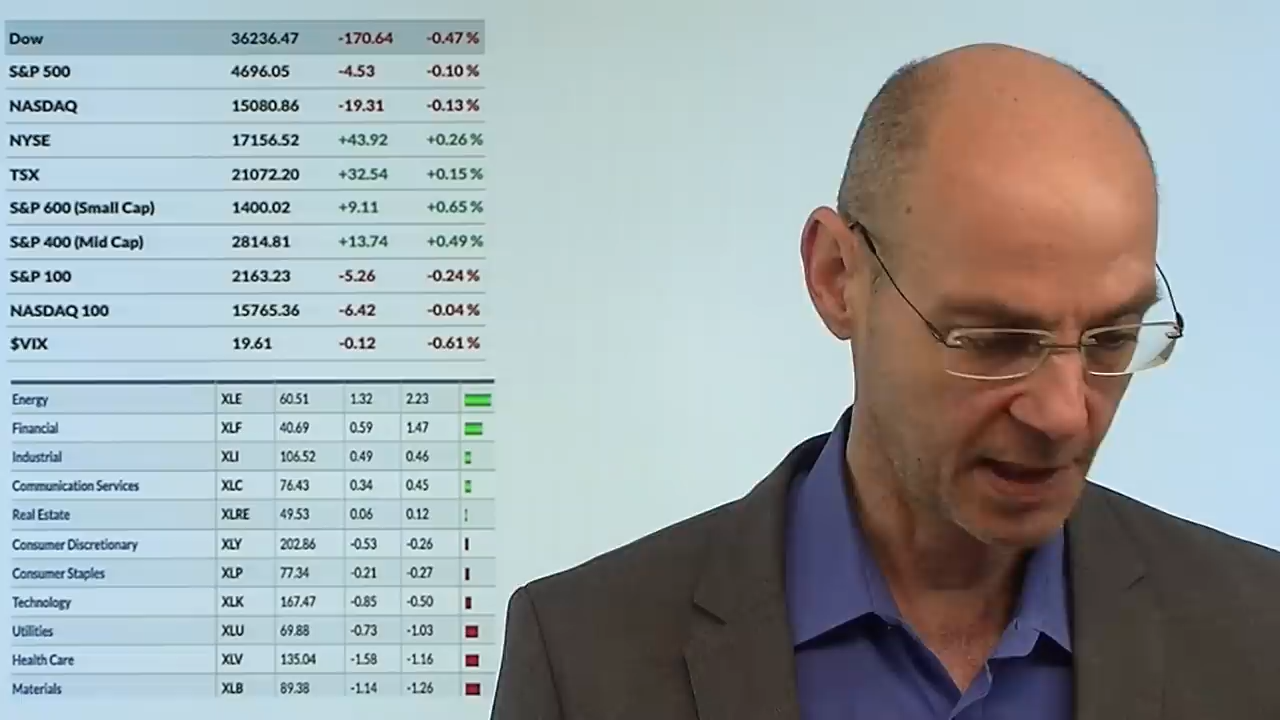 Dow 36236.47 -170.64 -0.47 %
S&P 500 4696.05 -4.53 -0.10 %
NASDAQ 15080.86 -19.31 -0.13 %
NYSE 17156.52 +43.92 +0.26 %
TSX 21072.20 +32.54 +0.15 %
S&P 600 (Small Cap) 1400.02 +9.11 +0.65 %
S&P 400 (Mid Cap) 2814.81 +13.74 +0.49 %
S&P 100 2163.23 -5.26 -0.24 %
NASDAQ 100 15765.36 -6.42 -0.04 %
$VIX 19.61 -0.12 -0.61 %
Energy XLE 60.51 1.32 2.23
Financial XLF 40.69 0.59 1.47
Industrial XLI 106.52 0.49 0.46
Communication Services XLC 76.43 0.34 0.45
Real Estate XLRE 49.53 0.06 0.12
Consumer Discretionary XLY 202.86 -0.53 -0.26
Consumer Staples XLP 77.34 -0.21 -0.27
Technology XLK 167.47 -0.85 -0.50
Utilities XLU 69.88 -0.73 -1.03
Health Care XLV 135.04 -1.58 -1.16
Materials XLB 89.38 -1.14 -1.26